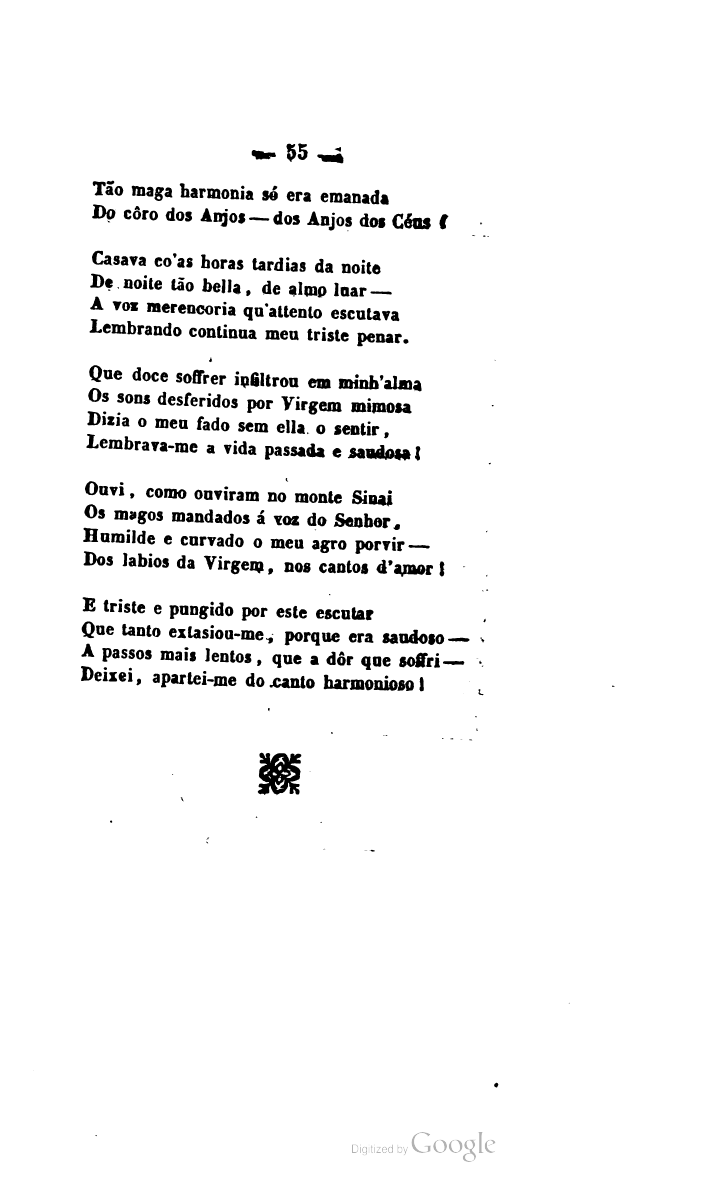 — 55 —
Tão maga harmonia só era emanada
Do côro dos Anjos — dos Anjos dos Céus !
Casava co'as horas tardias da noite
De noite tão bella, de almo luar —
A voz merencoria qu'attento escutava
Lembrando continua meu triste penar.
Que doce soffrer infiltrou em minh'alma
Os sons desferidos por Virgem mimosa
Dizia o meu fado sem ella o sentir,
Lembrava-me a vida passada e saudosa!
Ouvi, como ouviram no monte Sinai
Os magos mandados á voz do Senhor,
Humilde e curvado o meu agro porvir —
Dos labios da Virgem, nos cantos d'amor!
E triste e pungido por este escutar
Que tanto extasiou-me, porque era saudoso —
A passos mais lentos, que a dôr que soffri —
Deixei, apartei-me do canto harmonioso!
Digitized by Google